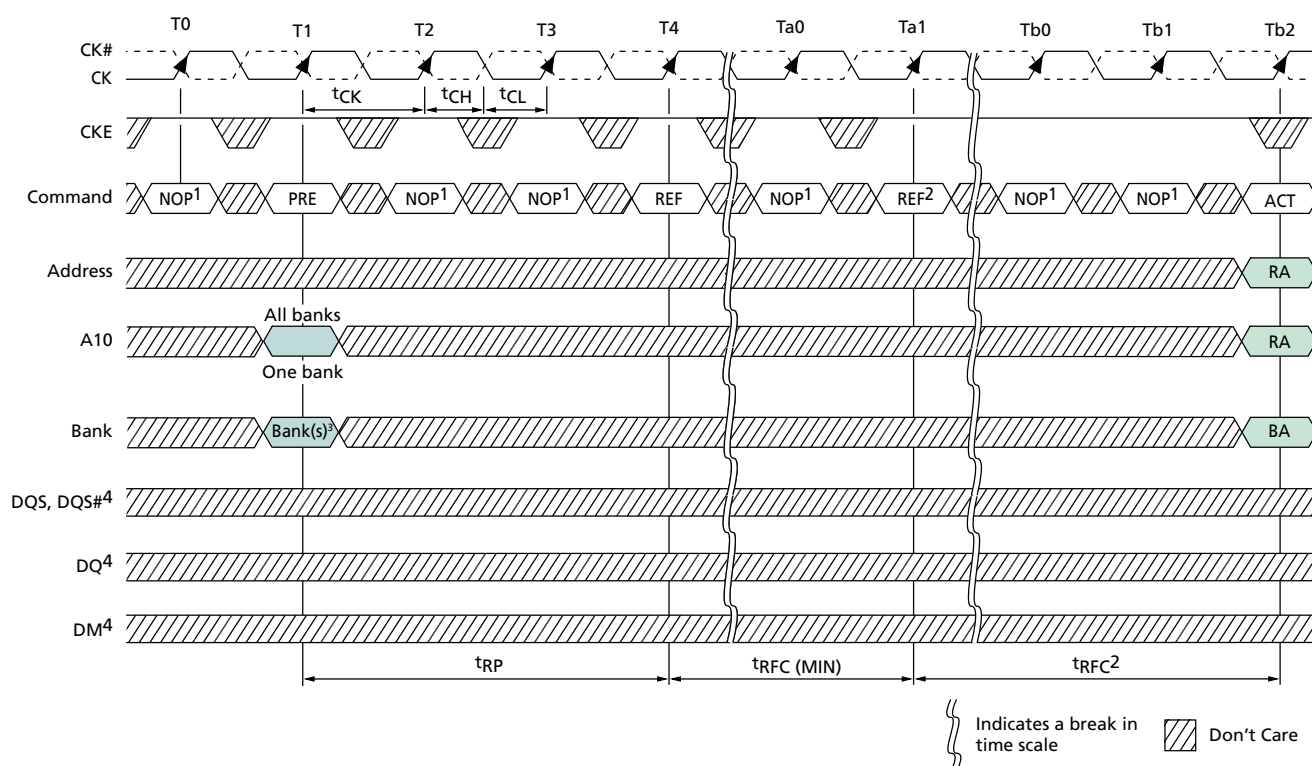 T0 T1 T2 T3 T4 Ta0 Ta1 Tb0 Tb1 Tb2
CK#
CK
tCK tCH tCL
CKE
Command NOP1 PRE NOP1 NOP1 REF NOP1 REF2 NOP1 NOP1 ACT
Address RA
All banks
A10 RA
One bank
Bank Bank(s)3 BA
DQS, DQS#4
DQ4
DM4
tRP tRFC (MIN) tRFC2
Indicates a break in
time scale
Don't Care